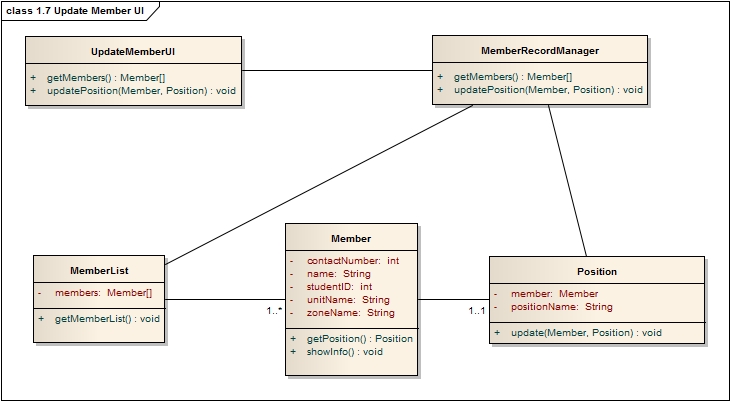 class 1.7 Update Member UI
UpdateMemberUI
+ getMembers() : Member[]
+ updatePosition(Member, Position) : void
MemberRecordManager
+ getMembers() : Member[]
+ updatePosition(Member, Position) : void
MemberList
- members: Member[]
+ getMemberList() : void
1..*
Member
- contactNumber: int
- name: String
- studentID: int
- unitName: String
- zoneName: String
+ getPosition() : Position
+ showInfo() : void
1..1
Position
- member: Member
- positionName: String
+ update(Member, Position) : void